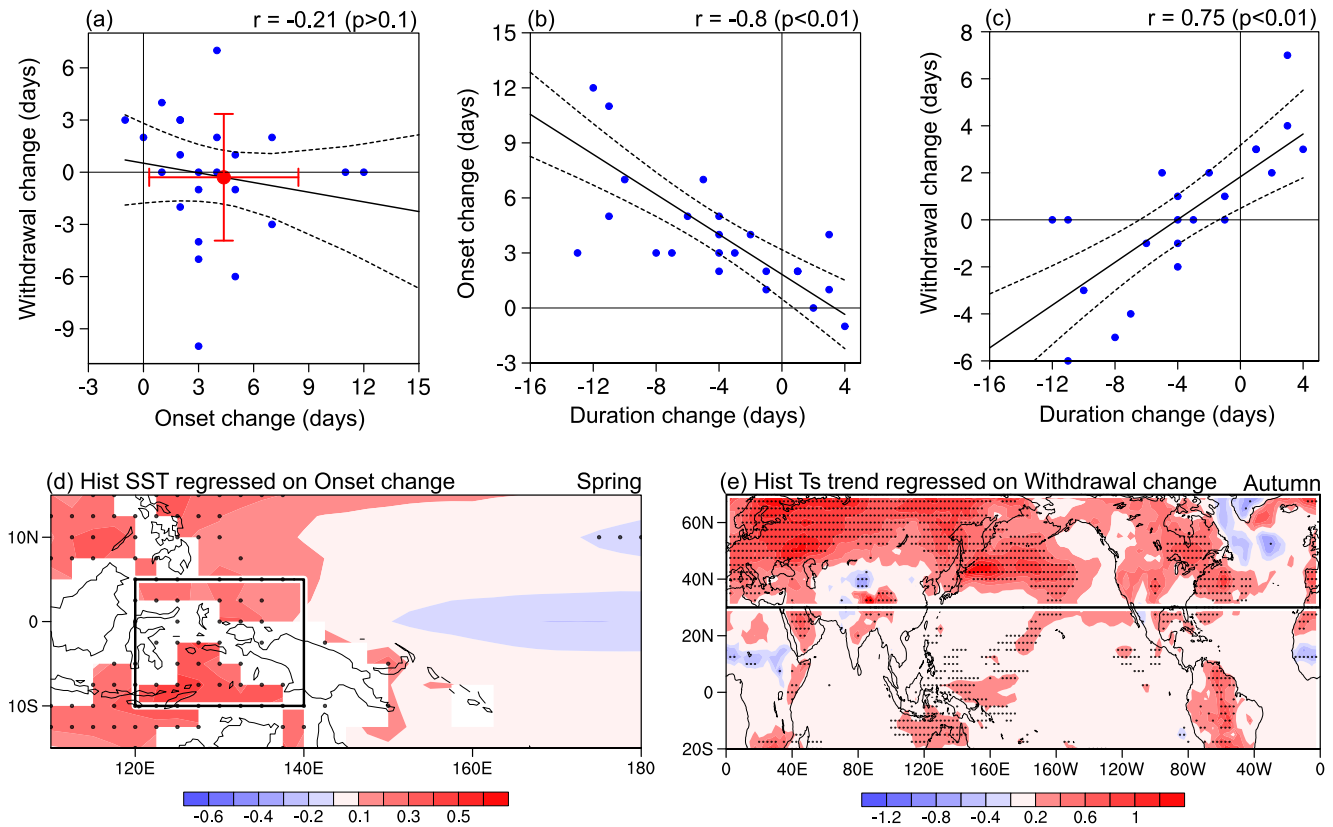 (a) r = -0.21 (p>0.1)
Withdrawal change (days)
6
3
0
-3
-6
-9
-3 0 3 6 9 12 15
Onset change (days)
(b) r = -0.8 (p<0.01)
Onset change (days)
15
12
9
6
3
0
-3
-16 -12 -8 -4 0 4
Duration change (days)
(c) r = 0.75 (p<0.01)
Withdrawal change (days)
8
6
4
2
0
-2
-4
-6
-16 -12 -8 -4 0 4
Duration change (days)
(d) Hist SST regressed on Onset change Spring
10N
0
10S
120E 140E 160E 180
-0.6 -0.4 -0.2 0.1 0.3 0.5
(e) Hist Ts trend regressed on Withdrawal change Autumn
60N
40N
20N
0
20S
0 40E 80E 120E 160E 160W 120W 80W 40W 0
-1.2 -0.8 -0.4 0.2 0.6 1